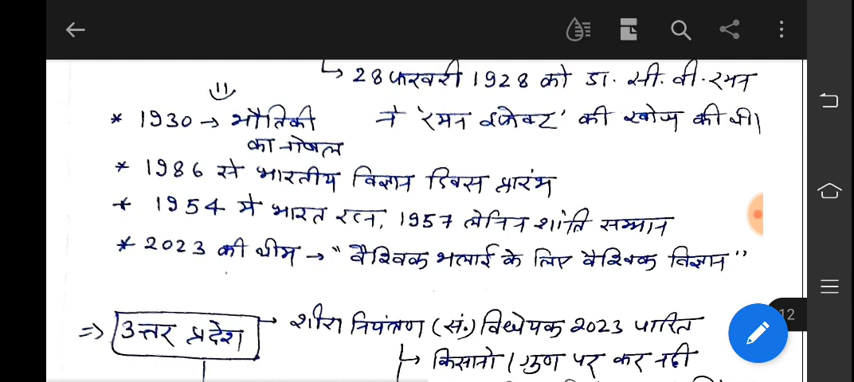 28 फरवरी 1928 को डा. सी. वी. रमन
* 1930 → भौतिकी का नोबेल
ने 'रमन इफेक्ट' की खोज की थी।
* 1986 से भारतीय विज्ञान दिवस प्रारंभ
* 1954 मे भारत रत्न, 1957 लेनिन शांति सम्मान
* 2023 की थीम → "वैश्विक भलाई के लिए वैश्विक विज्ञान"
⇒ उत्तर प्रदेश → शीरा नियंत्रण (सं.) विधेयक 2023 पारित
किसानो / गुण पर कर नही
12